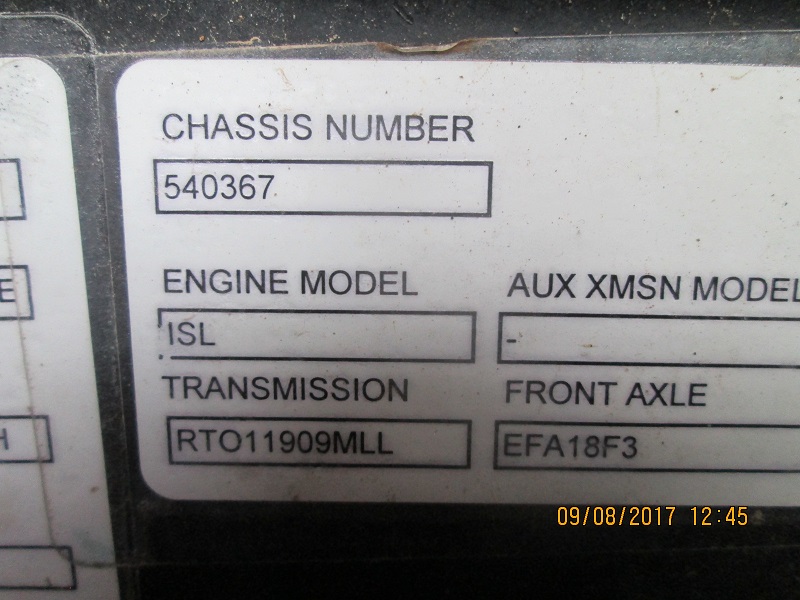 CHASSIS NUMBER
540367
ENGINE MODEL
AUX XMSN MODEL
ISL
-
TRANSMISSION
FRONT AXLE
RTO11909MLL
EFA18F3
E
H
09/08/2017 12:45